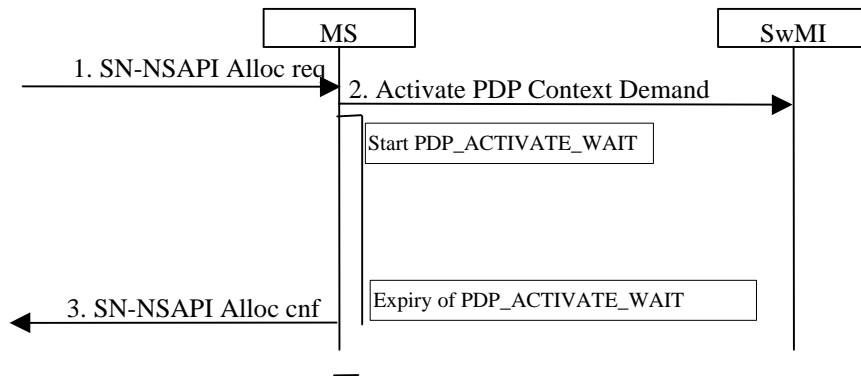 MS
SwMI
1. SN-NSAPI Alloc req
2. Activate PDP Context Demand
Start PDP_ACTIVATE_WAIT
Expiry of PDP_ACTIVATE_WAIT
3. SN-NSAPI Alloc cnf